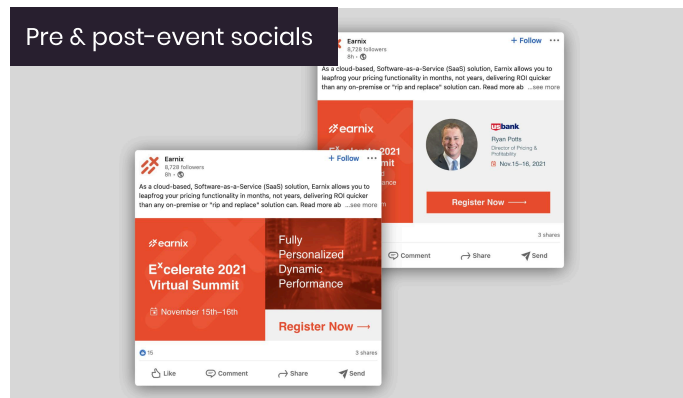 Pre & post-event socials
Earnix
8,728 followers
8h •
+ Follow
As a cloud-based, Software-as-a-Service (SaaS) solution, Earnix allows you to
leapfrog your pricing functionality in months, not years, delivering ROI quicker
than any on-premise or "rip and replace" solution can. Read more ab ...see more
earnix
2021
mit
usbank
Ryan Potts
Director of Pricing &
Profitability
Nov.15–16, 2021
Register Now
3 shares
Comment
Share
Send
Earnix
8,728 followers
8h •
+ Follow
As a cloud-based, Software-as-a-Service (SaaS) solution, Earnix allows you to
leapfrog your pricing functionality in months, not years, delivering ROI quicker
than any on-premise or "rip and replace" solution can. Read more ab ...see more
earnix
Excelerate 2021
Virtual Summit
November 15th–16th
Fully
Personalized
Dynamic
Performance
Register Now
15
3 shares
Like
Comment
Share
Send